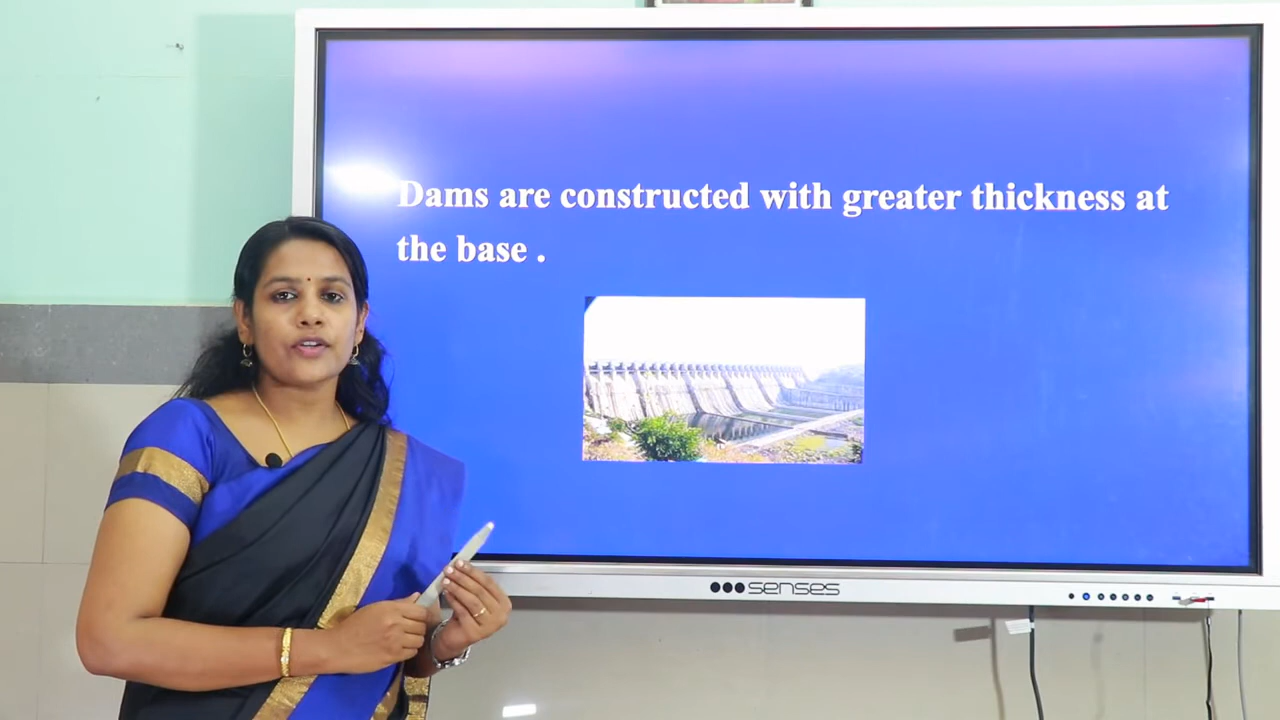 Dams are constructed with greater thickness at
the base .
senses